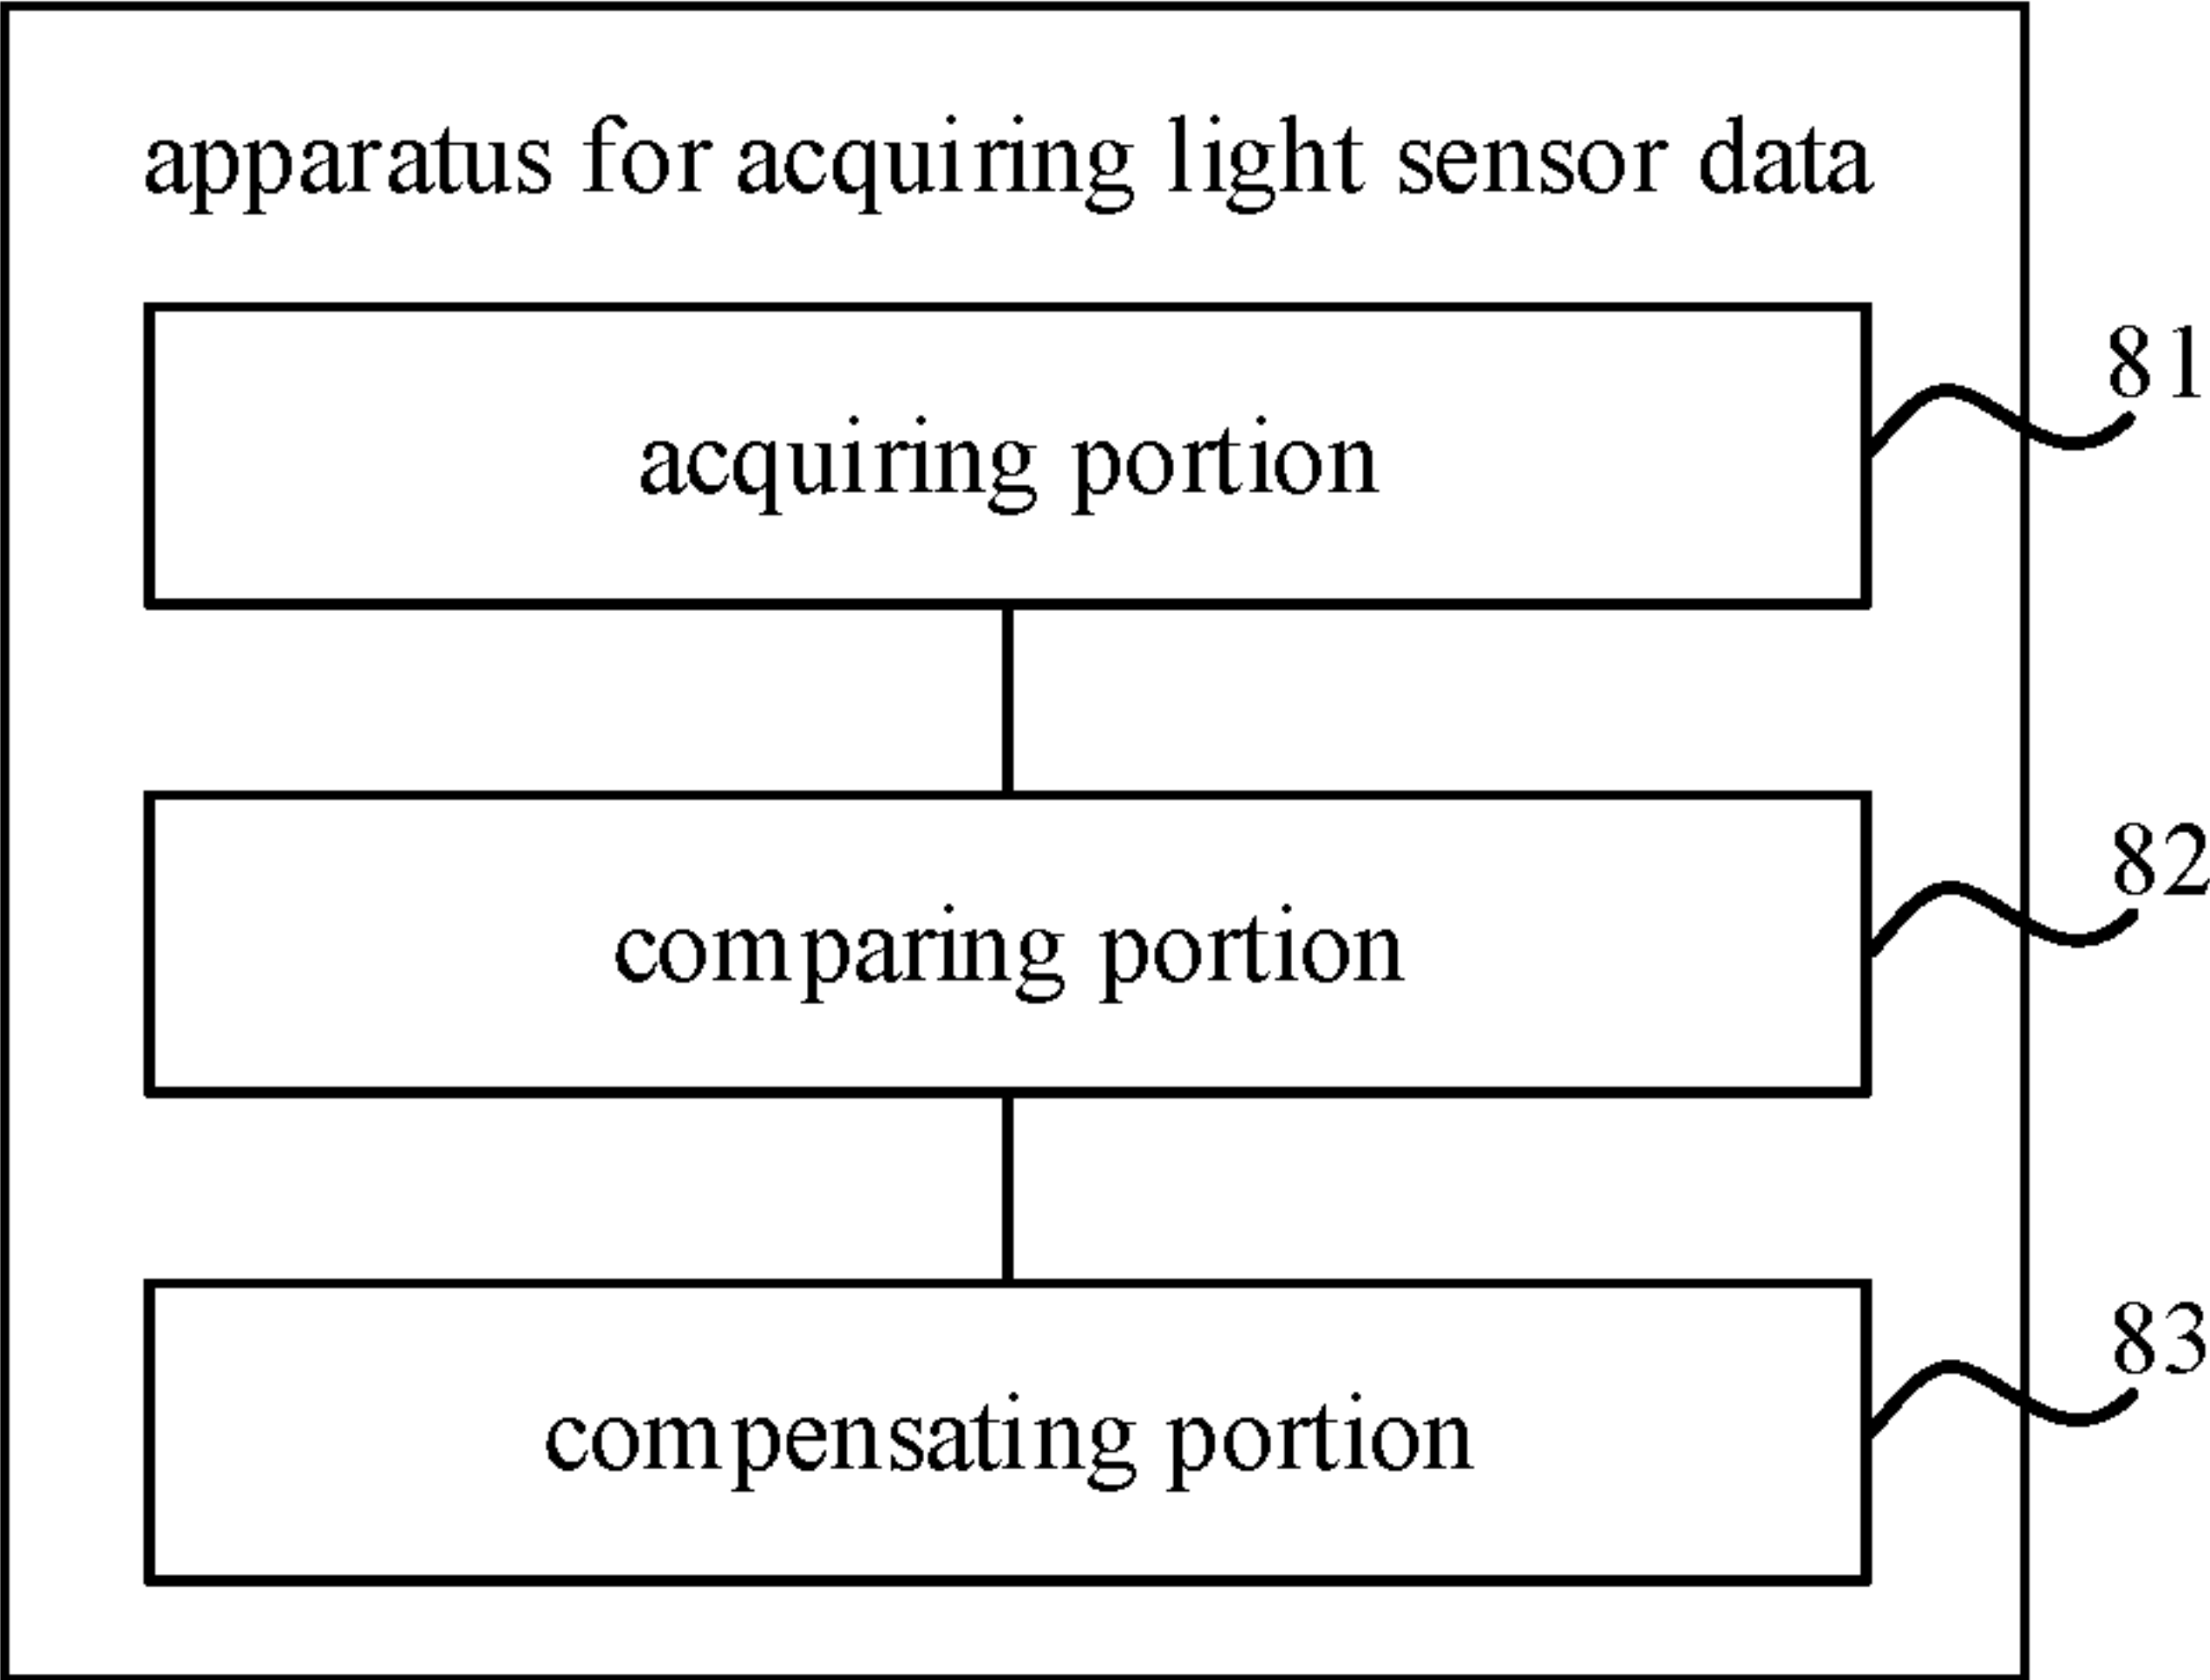 apparatus for acquiring light sensor data
81
acquiring portion
82
comparing portion
83
compensating portion